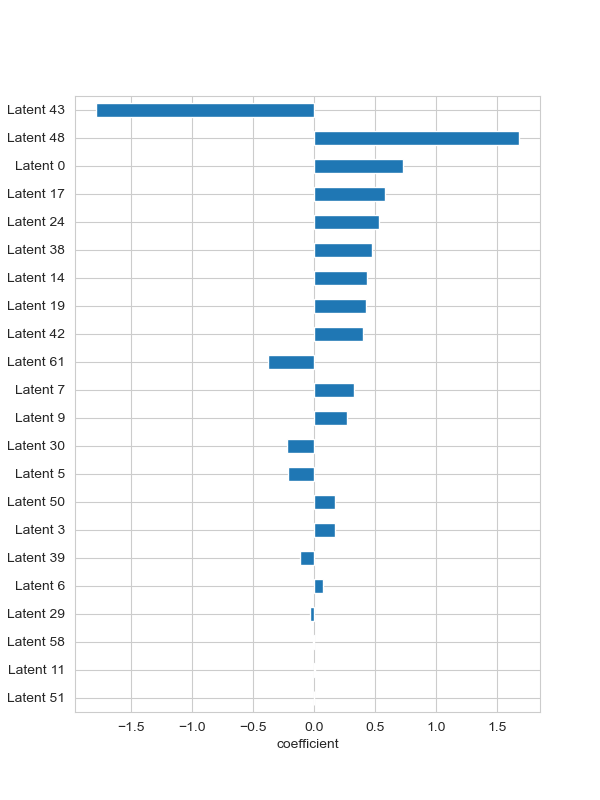 Latent 43
Latent 48
Latent 0
Latent 17
Latent 24
Latent 38
Latent 14
Latent 19
Latent 42
Latent 61
Latent 7
Latent 9
Latent 30
Latent 5
Latent 50
Latent 3
Latent 39
Latent 6
Latent 29
Latent 58
Latent 11
Latent 51
−1.5 −1.0 −0.5 0.0 0.5 1.0 1.5
coefficient